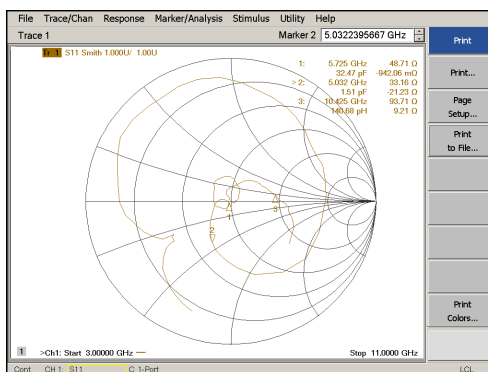 File Trace/Chan Response Marker/Analysis Stimulus Utility Help
Trace 1 Marker 2 5.0322395667 GHz
Print
Tr 1 S11 Smith 1.000U/ 1.00U
1: 5.725 GHz 48.71 Ω
32.47 pF -942.06 mΩ
> 2: 5.032 GHz 33.16 Ω
1.51 pF -21.23 Ω
3: 10.425 GHz 93.71 Ω
140.68 pH 9.21 Ω
Print...
Page
Setup...
Print
to File...
1
2
3
Print
Colors...
1 >Ch1: Start 3.00000 GHz Stop 11.0000 GHz
Cont. CH 1: S11 C 1-Port LCL